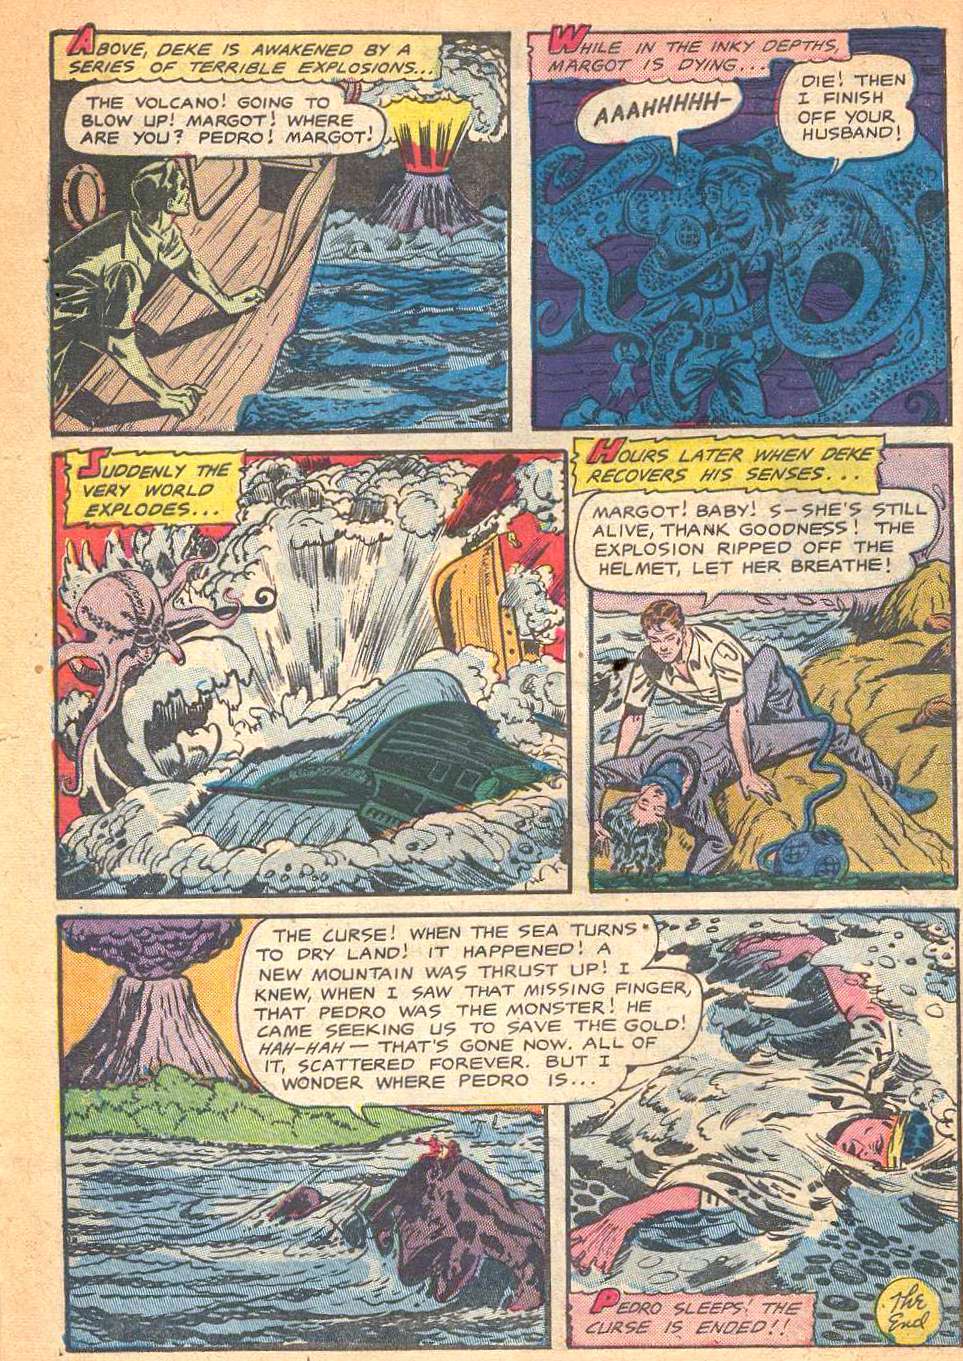 ABOVE, DEKE IS AWAKENED BY A
SERIES OF TERRIBLE EXPLOSIONS...
THE VOLCANO! GOING TO
BLOW UP! MARGOT! WHERE
ARE YOU? PEDRO! MARGOT!
WHILE IN THE INKY DEPTHS,
MARGOT IS DYING...
AAAHHHHH-
DIE! THEN
I FINISH
OFF YOUR
HUSBAND!
SUDDENLY THE
VERY WORLD
EXPLODES...
HOURS LATER WHEN DEKE
RECOVERS HIS SENSES...
MARGOT! BABY! S-SHE'S STILL
ALIVE, THANK GOODNESS! THE
EXPLOSION RIPPED OFF THE
HELMET, LET HER BREATHE!
THE CURSE! WHEN THE SEA TURNS
TO DRY LAND! IT HAPPENED! A
NEW MOUNTAIN WAS THRUST UP! I
KNEW, WHEN I SAW THAT MISSING FINGER,
THAT PEDRO WAS THE MONSTER! HE
CAME SEEKING US TO SAVE THE GOLD!
HAH-HAH - THAT'S GONE NOW. ALL OF
IT, SCATTERED FOREVER. BUT I
WONDER WHERE PEDRO IS...
PEDRO SLEEPS! THE
CURSE IS ENDED!!
The
End